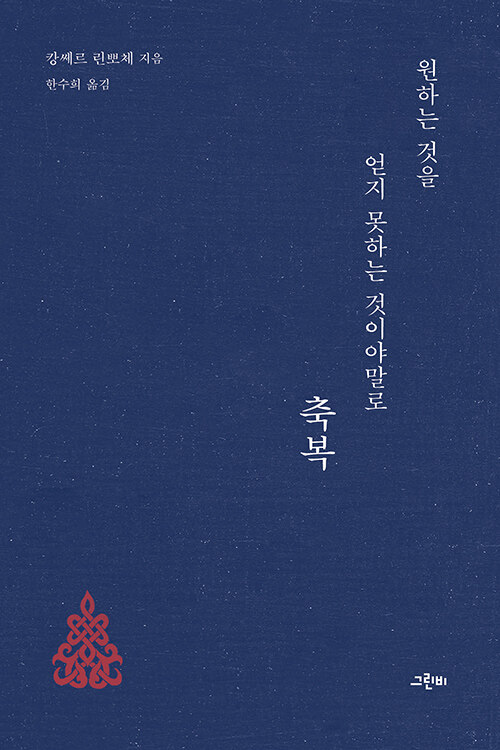 캉쎄르 린뽀체 지음
한수희 옮김
원하는 것을
얻지 못하는 것이야말로
축복
그린비